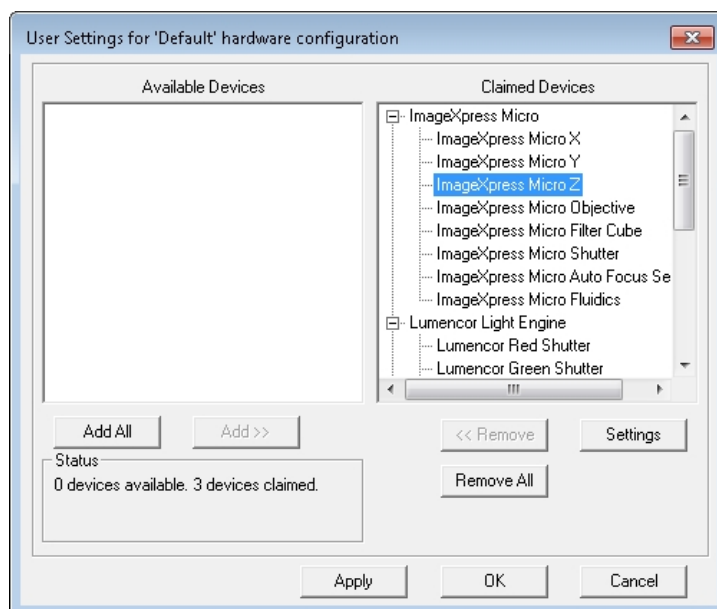 User Settings for 'Default' hardware configuration
Available Devices
Claimed Devices
ImageXpress Micro
ImageXpress Micro X
ImageXpress Micro Y
ImageXpress Micro Z
ImageXpress Micro Objective
ImageXpress Micro Filter Cube
ImageXpress Micro Shutter
ImageXpress Micro Auto Focus Se
ImageXpress Micro Fluidics
Lumencor Light Engine
Lumencor Red Shutter
Lumencor Green Shutter
Add All
Add >>
<< Remove
Settings
Status
0 devices available. 3 devices claimed.
Remove All
Apply
OK
Cancel